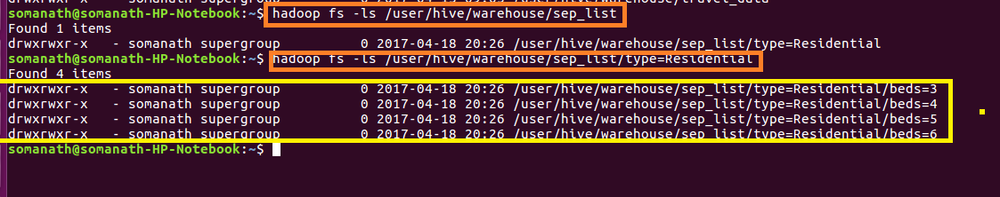 somanath@somanath-HP-Notebook:~$ hadoop fs -ls /user/hive/warehouse/sep_list
Found 1 items
drwxrwxr-x   - somanath supergroup          0 2017-04-18 20:26 /user/hive/warehouse/sep_list/type=Residential
somanath@somanath-HP-Notebook:~$ hadoop fs -ls /user/hive/warehouse/sep_list/type=Residential
Found 4 items
drwxrwxr-x   - somanath supergroup          0 2017-04-18 20:26 /user/hive/warehouse/sep_list/type=Residential/beds=3
drwxrwxr-x   - somanath supergroup          0 2017-04-18 20:26 /user/hive/warehouse/sep_list/type=Residential/beds=4
drwxrwxr-x   - somanath supergroup          0 2017-04-18 20:26 /user/hive/warehouse/sep_list/type=Residential/beds=5
drwxrwxr-x   - somanath supergroup          0 2017-04-18 20:26 /user/hive/warehouse/sep_list/type=Residential/beds=6
somanath@somanath-HP-Notebook:~$